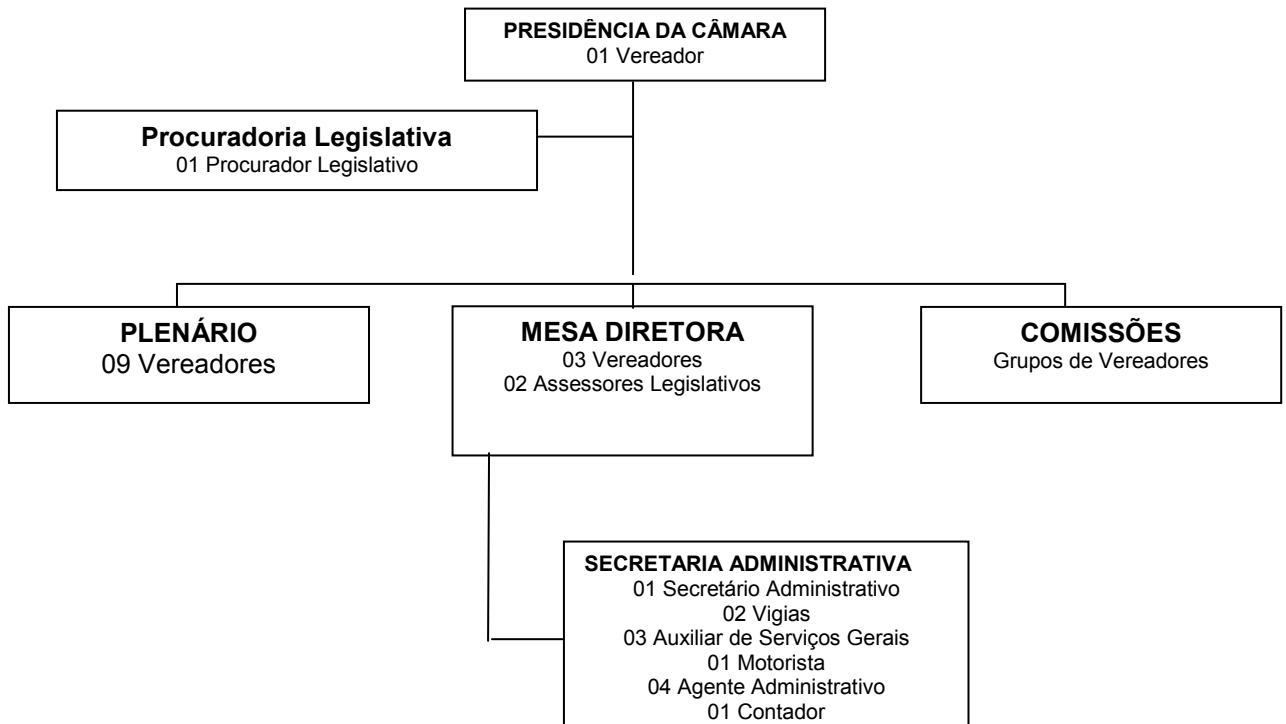 PRESIDÊNCIA DA CÂMARA
01 Vereador
Procuradoria Legislativa
01 Procurador Legislativo
PLENÁRIO
09 Vereadores
MESA DIRETORA
03 Vereadores
02 Assessores Legislativos
COMISSÕES
Grupos de Vereadores
SECRETARIA ADMINISTRATIVA
01 Secretário Administrativo
02 Vigias
03 Auxiliar de Serviços Gerais
01 Motorista
04 Agente Administrativo
01 Contador